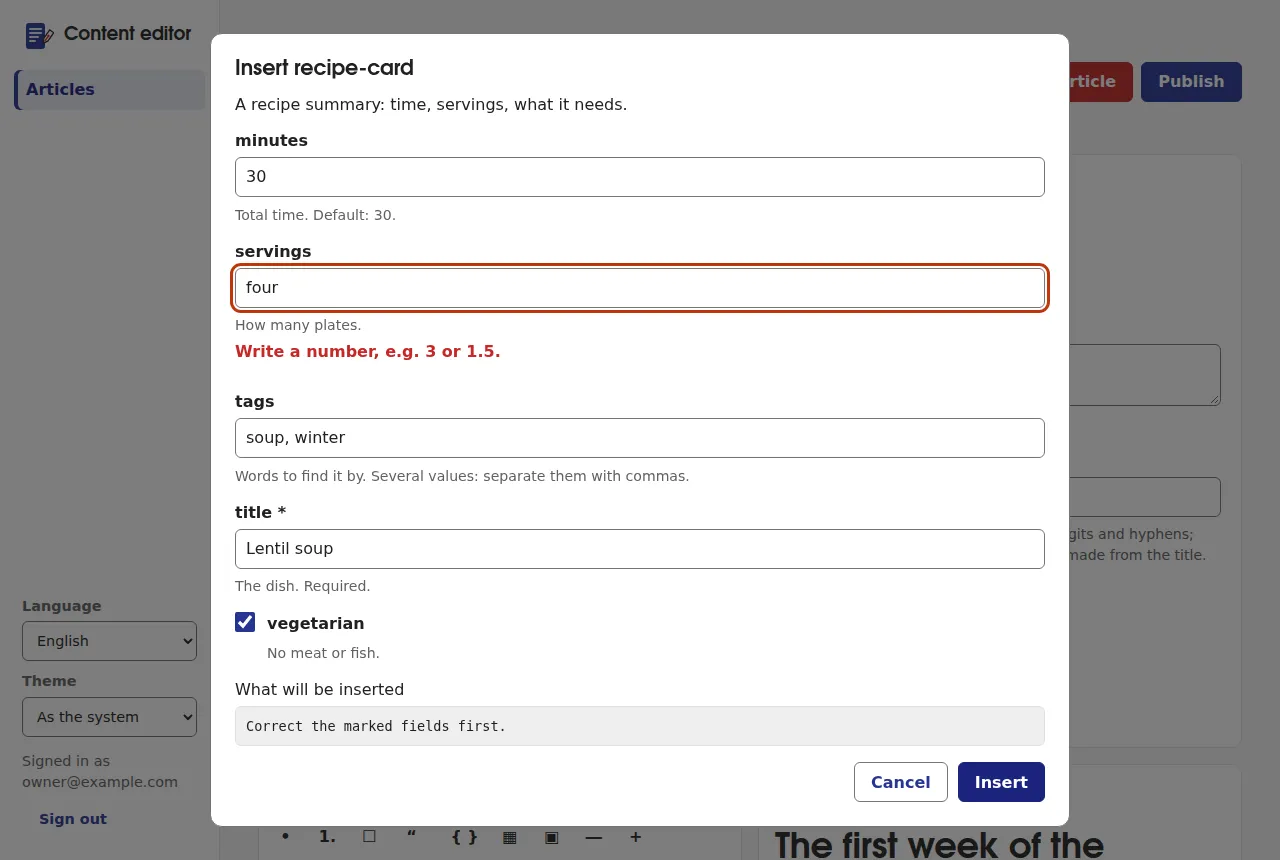 Content editor
Articles
rticle
Publish
Insert recipe-card
A recipe summary: time, servings, what it needs.
minutes
30
Total time. Default: 30.
servings
four
How many plates.
Write a number, e.g. 3 or 1.5.
tags
soup, winter
Words to find it by. Several values: separate them with commas.
title *
Lentil soup
The dish. Required.
vegetarian
No meat or fish.
What will be inserted
Correct the marked fields first.
Cancel
Insert
gits and hyphens;
made from the title.
Language
English
Theme
As the system
Signed in as
owner@example.com
Sign out
• 1. ☐ “ { } ▦ ▣ — +
The first week of the